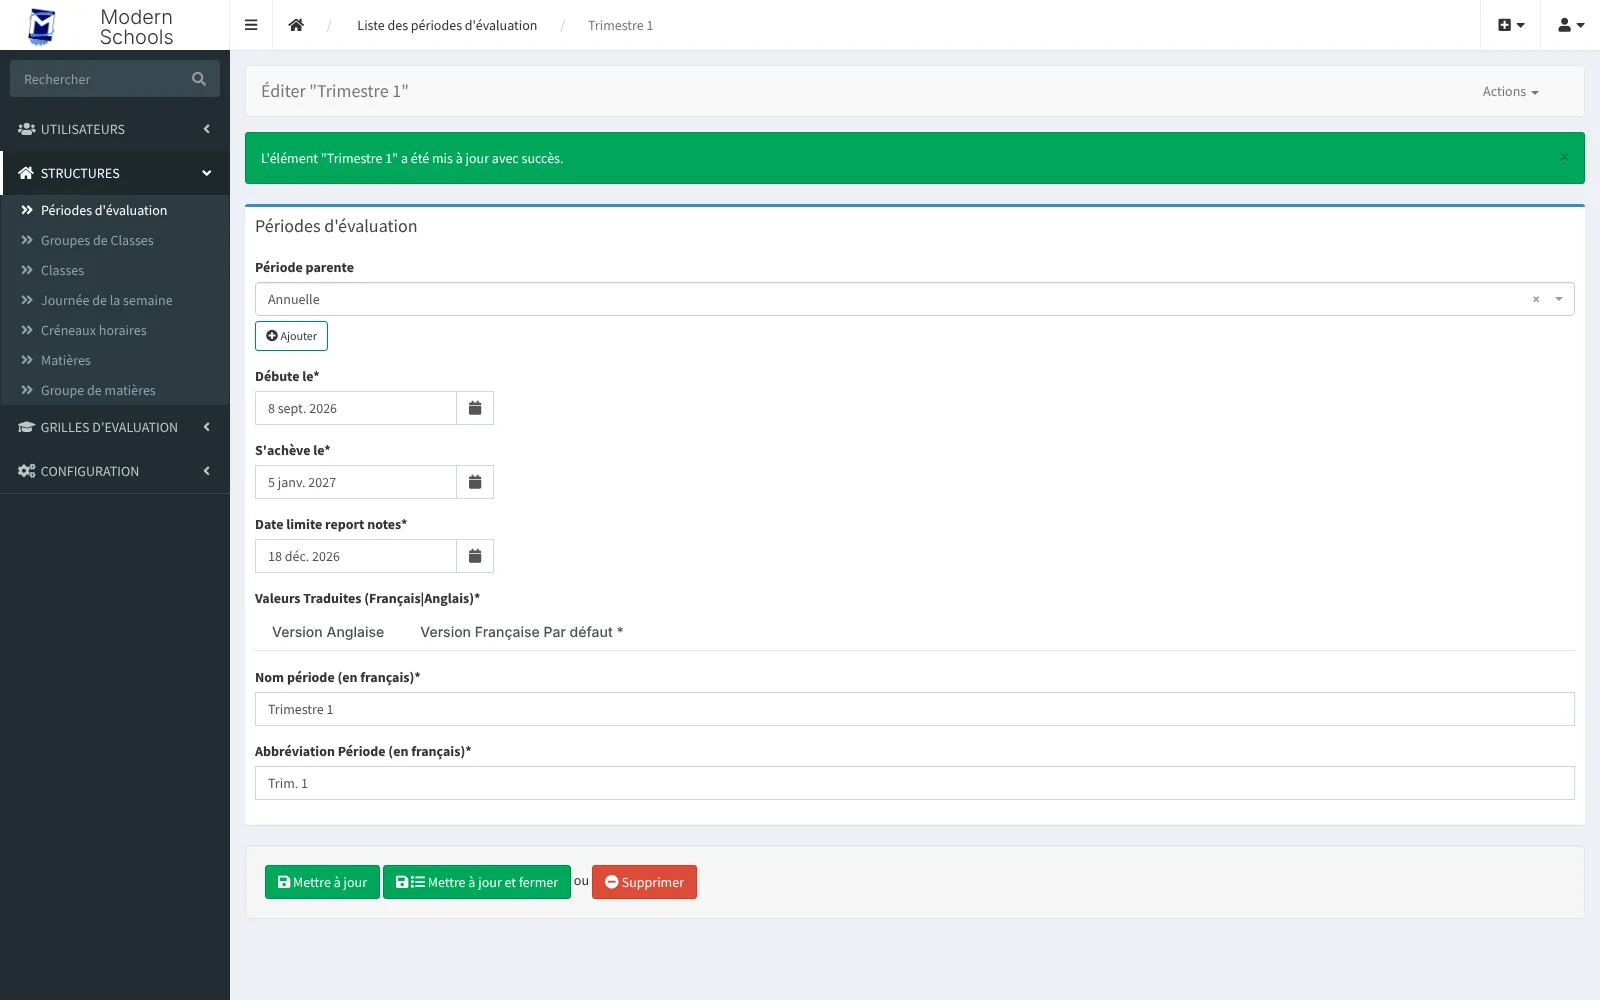 Modern
Schools
Liste des périodes d'évaluation
Trimestre 1
Rechercher
UTILISATEURS
STRUCTURES
Périodes d'évaluation
Groupes de Classes
Classes
Journée de la semaine
Créneaux horaires
Matières
Groupe de matières
GRILLES D'EVALUATION
CONFIGURATION
Éditer "Trimestre 1"
Actions
L'élément "Trimestre 1" a été mis à jour avec succès.
×
Périodes d'évaluation
Période parente
Annuelle
×
Ajouter
Débute le*
8 sept. 2026
S'achève le*
5 janv. 2027
Date limite report notes*
18 déc. 2026
Valeurs Traduites (Français|Anglais)*
Version Anglaise
Version Française Par défaut *
Nom période (en français)*
Trimestre 1
Abbréviation Période (en français)*
Trim. 1
Mettre à jour
Mettre à jour et fermer
ou
Supprimer